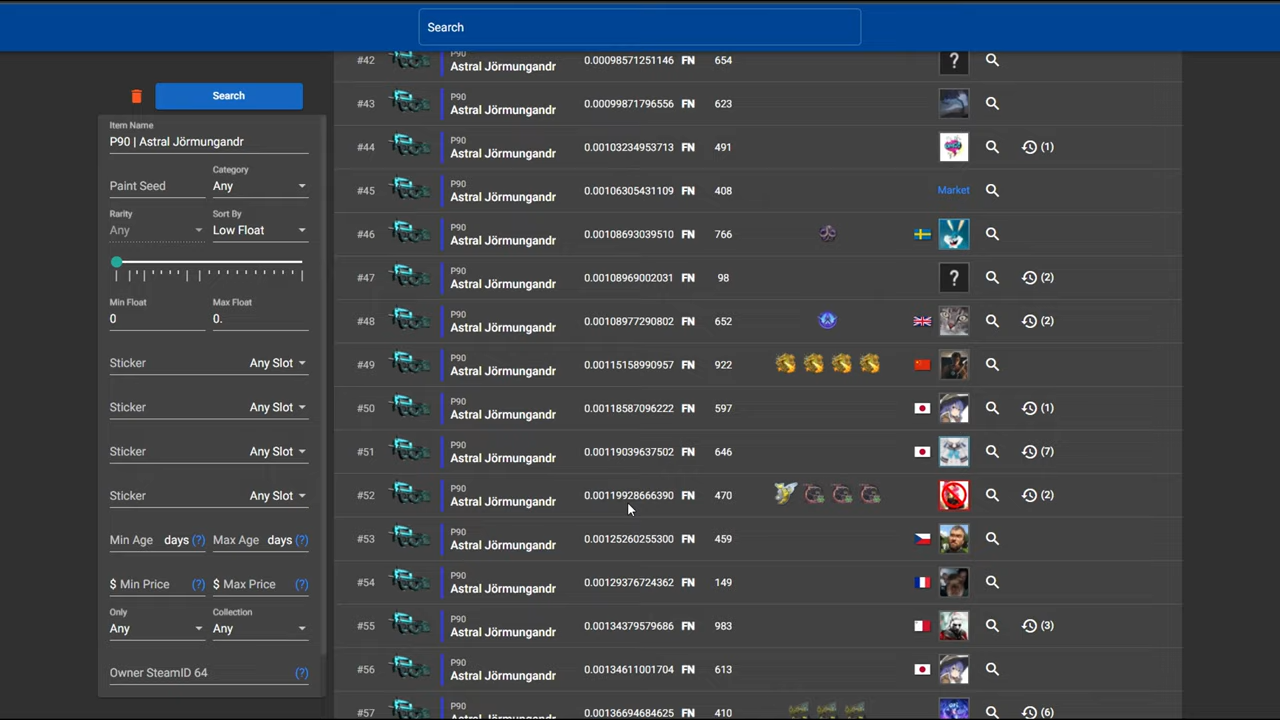 Search
Search
Item Name
P90 | Astral Jörmungandr
Paint Seed
Category
Any
Rarity
Any
Sort By
Low Float
Min Float
0
Max Float
0.
Sticker Any Slot
Sticker Any Slot
Sticker Any Slot
Sticker Any Slot
Min Age days (?) Max Age days (?)
$ Min Price (?) $ Max Price (?)
Only
Any
Collection
Any
Owner SteamID 64 (?)
#42 P90
Astral Jörmungandr 0.00098571251146 FN 654 ?
#43 P90
Astral Jörmungandr 0.00099871796556 FN 623
#44 P90
Astral Jörmungandr 0.00103234953713 FN 491 (1)
#45 P90
Astral Jörmungandr 0.00106305431109 FN 408 Market
#46 P90
Astral Jörmungandr 0.00108693039510 FN 766
#47 P90
Astral Jörmungandr 0.00108969002031 FN 98 ? (2)
#48 P90
Astral Jörmungandr 0.00108977290802 FN 652 (2)
#49 P90
Astral Jörmungandr 0.00115158990957 FN 922
#50 P90
Astral Jörmungandr 0.00118587096222 FN 597 (1)
#51 P90
Astral Jörmungandr 0.00119039637502 FN 646 (7)
#52 P90
Astral Jörmungandr 0.00119928666390 FN 470 (2)
#53 P90
Astral Jörmungandr 0.00125260255300 FN 459
#54 P90
Astral Jörmungandr 0.00129376724362 FN 149
#55 P90
Astral Jörmungandr 0.00134379579686 FN 983 (3)
#56 P90
Astral Jörmungandr 0.00134611001704 FN 613
#57 P90
Astral Jörmungandr 0.00136694684625 FN 410 (6)